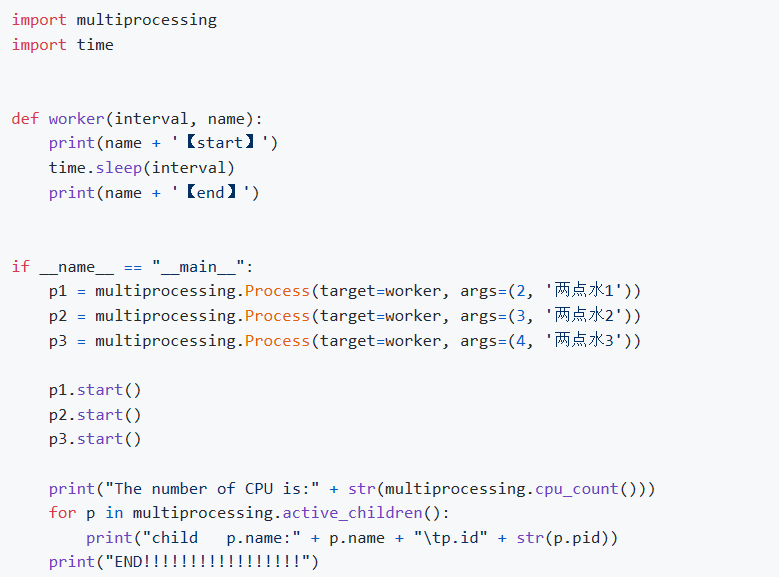 import multiprocessing
import time
def worker(interval, name):
    print(name + '【start】')
    time.sleep(interval)
    print(name + '【end】')
if __name__ == "__main__":
    p1 = multiprocessing.Process(target=worker, args=(2, '两点水1'))
    p2 = multiprocessing.Process(target=worker, args=(3, '两点水2'))
    p3 = multiprocessing.Process(target=worker, args=(4, '两点水3'))
    p1.start()
    p2.start()
    p3.start()
    print("The number of CPU is:" + str(multiprocessing.cpu_count()))
    for p in multiprocessing.active_children():
        print("child   p.name:" + p.name + "\tp.id" + str(p.pid))
    print("END!!!!!!!!!!!!!!!!!")